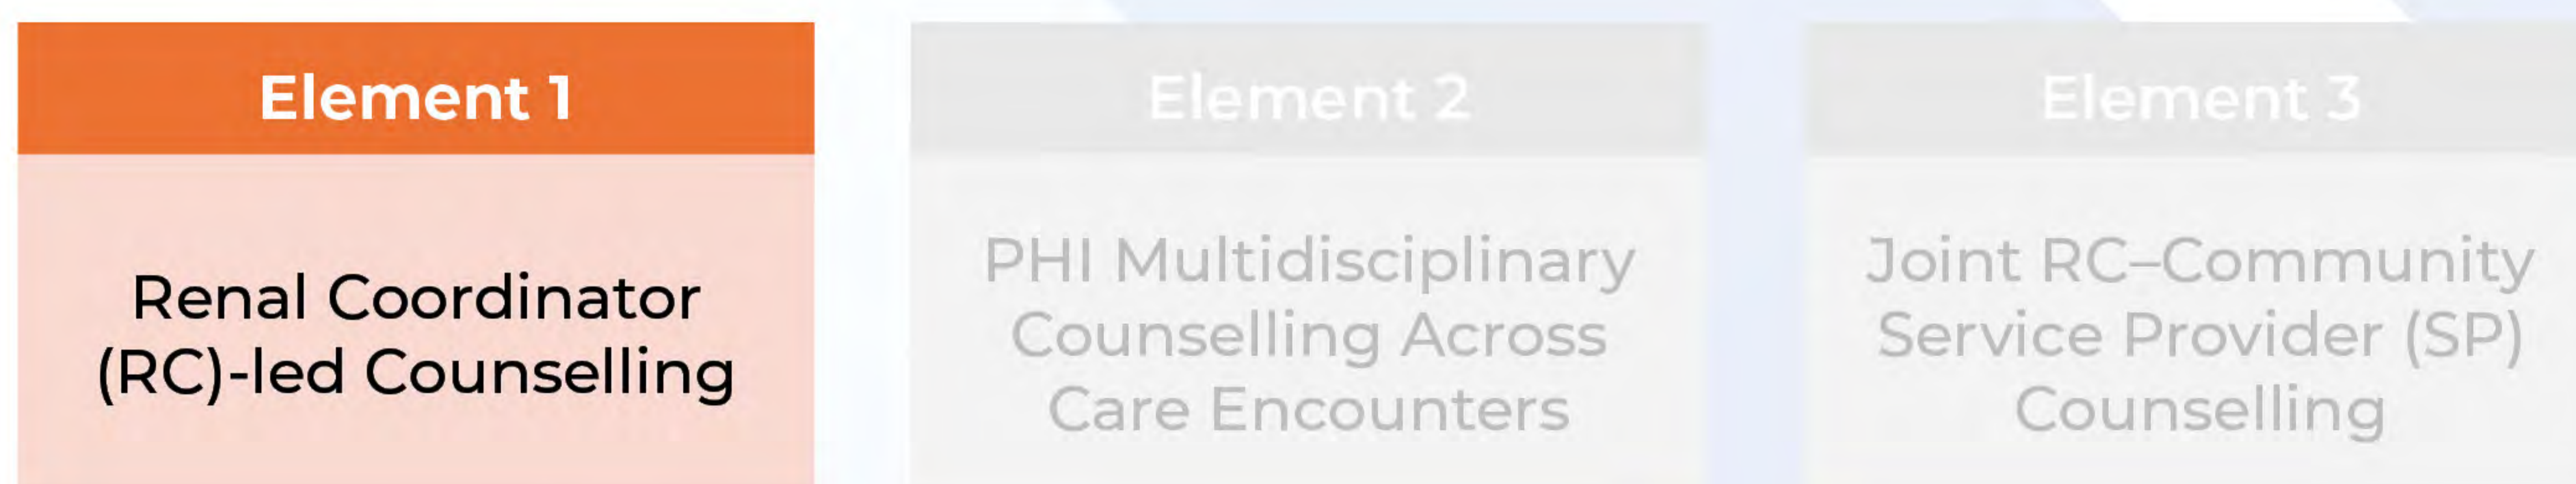 Element 1
Renal Coordinator
(RC)-led Counselling
Element 2
PHI Multidisciplinary
Counselling Across
Care Encounters
Element 3
Joint RC–Community
Service Provider (SP)
Counselling